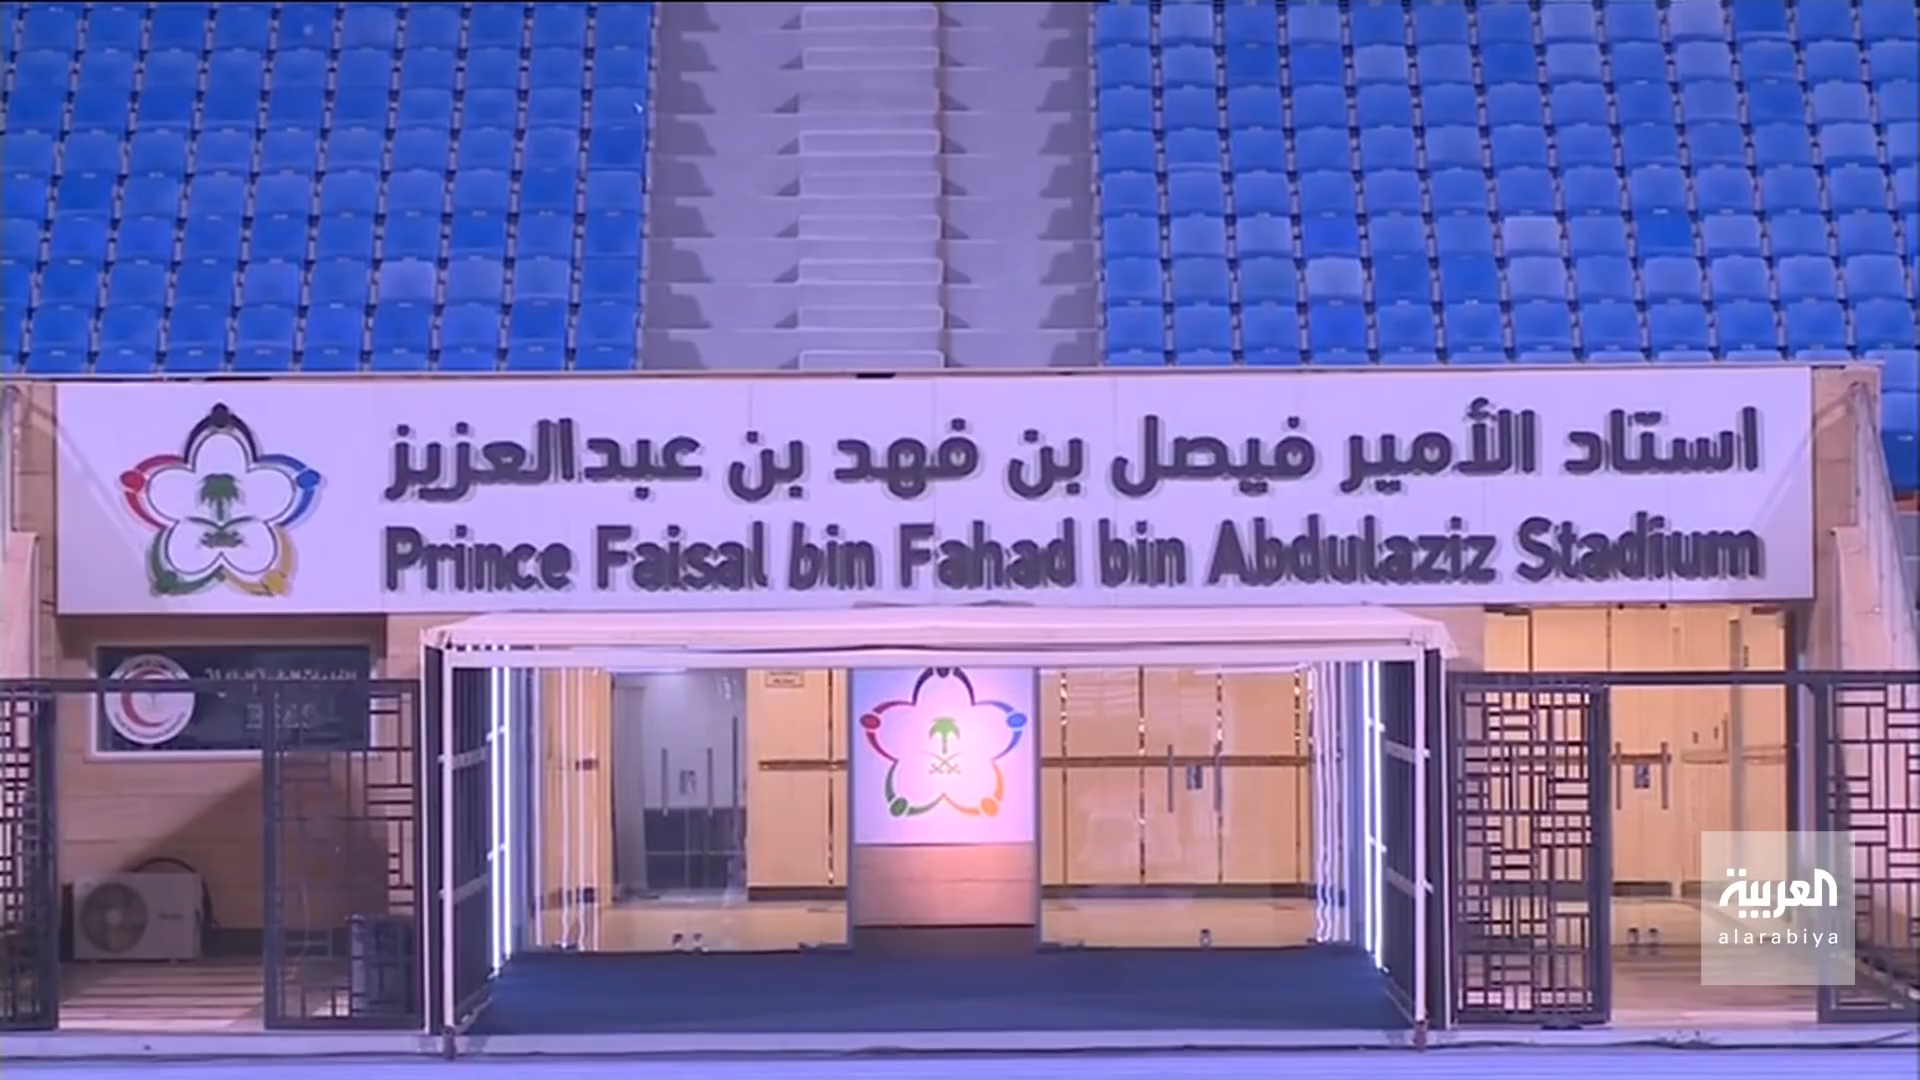 استاد الأمير فيصل بن فهد بن عبدالعزيز
Prince Faisal bin Fahad bin Abdulaziz Stadium
العربية
alarabiya